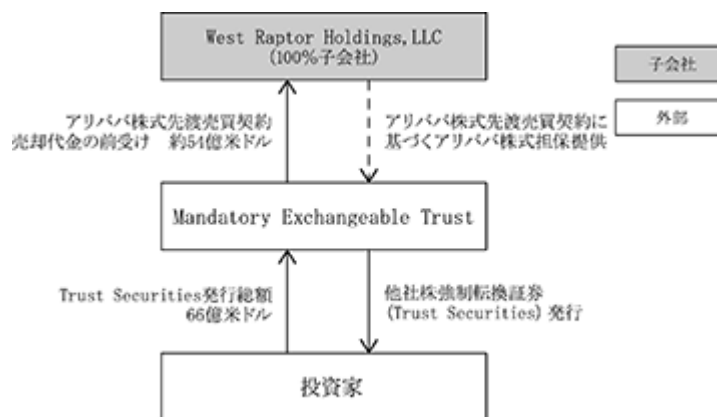 West Raptor Holdings,LLC
(100%子会社)
子会社
外部
アリババ株式先渡売買契約
売却代金の前受け 約54億米ドル
アリババ株式先渡売買契約に
基づくアリババ株式担保提供
Mandatory Exchangeable Trust
Trust Securities発行総額
66億米ドル
他社株強制転換証券
(Trust Securities) 発行
投資家